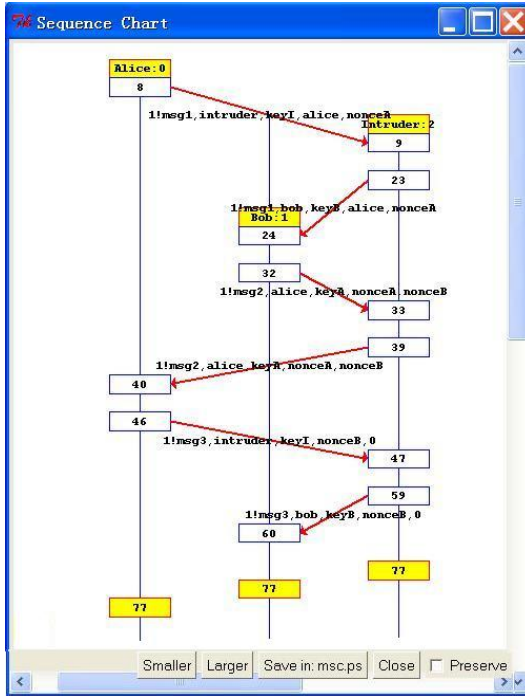 Sequence Chart
Alice:0
8
1!msg1,intruder,keyI,alice,nonceA
Intruder:2
9
23
1!msg1,bob,keyB,alice,nonceA
Bob:1
24
32
1!msg2,alice,keyA,nonceA,nonceB
33
39
1!msg2,alice,keyA,nonceA,nonceB
40
46
1!msg3,intruder,keyI,nonceB,0
47
59
1!msg3,bob,keyB,nonceB,0
60
77
77
77
Smaller Larger Save in: msc.ps Close Preserve